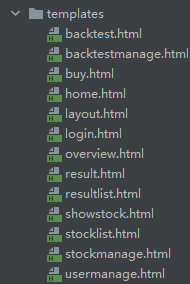 templates
backtest.html
backtestmanage.html
buy.html
home.html
layout.html
login.html
overview.html
result.html
resultlist.html
showstock.html
stocklist.html
stockmanage.html
usermanage.html